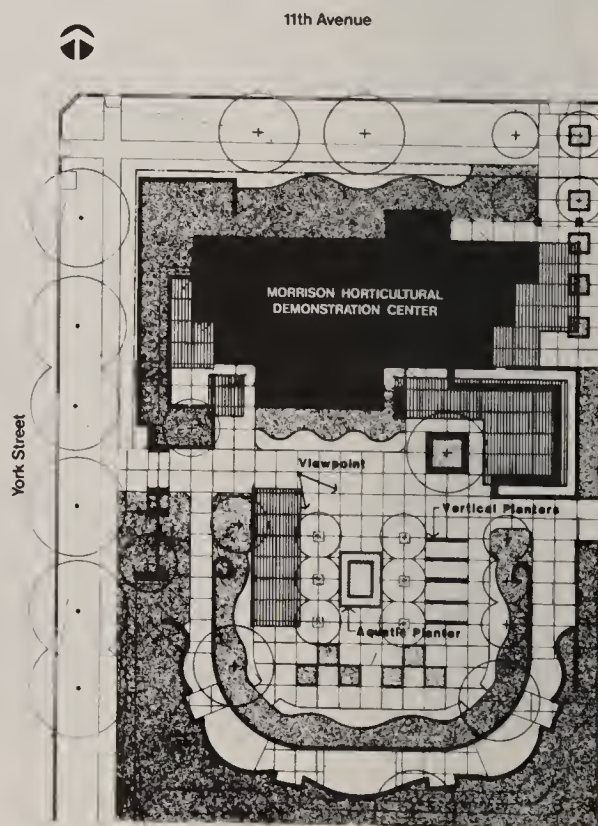 11th Avenue
MORRISON HORTICULTURAL
DEMONSTRATION CENTER
York Street
Viewpoint
Vertical Planters
Aquatic Planter